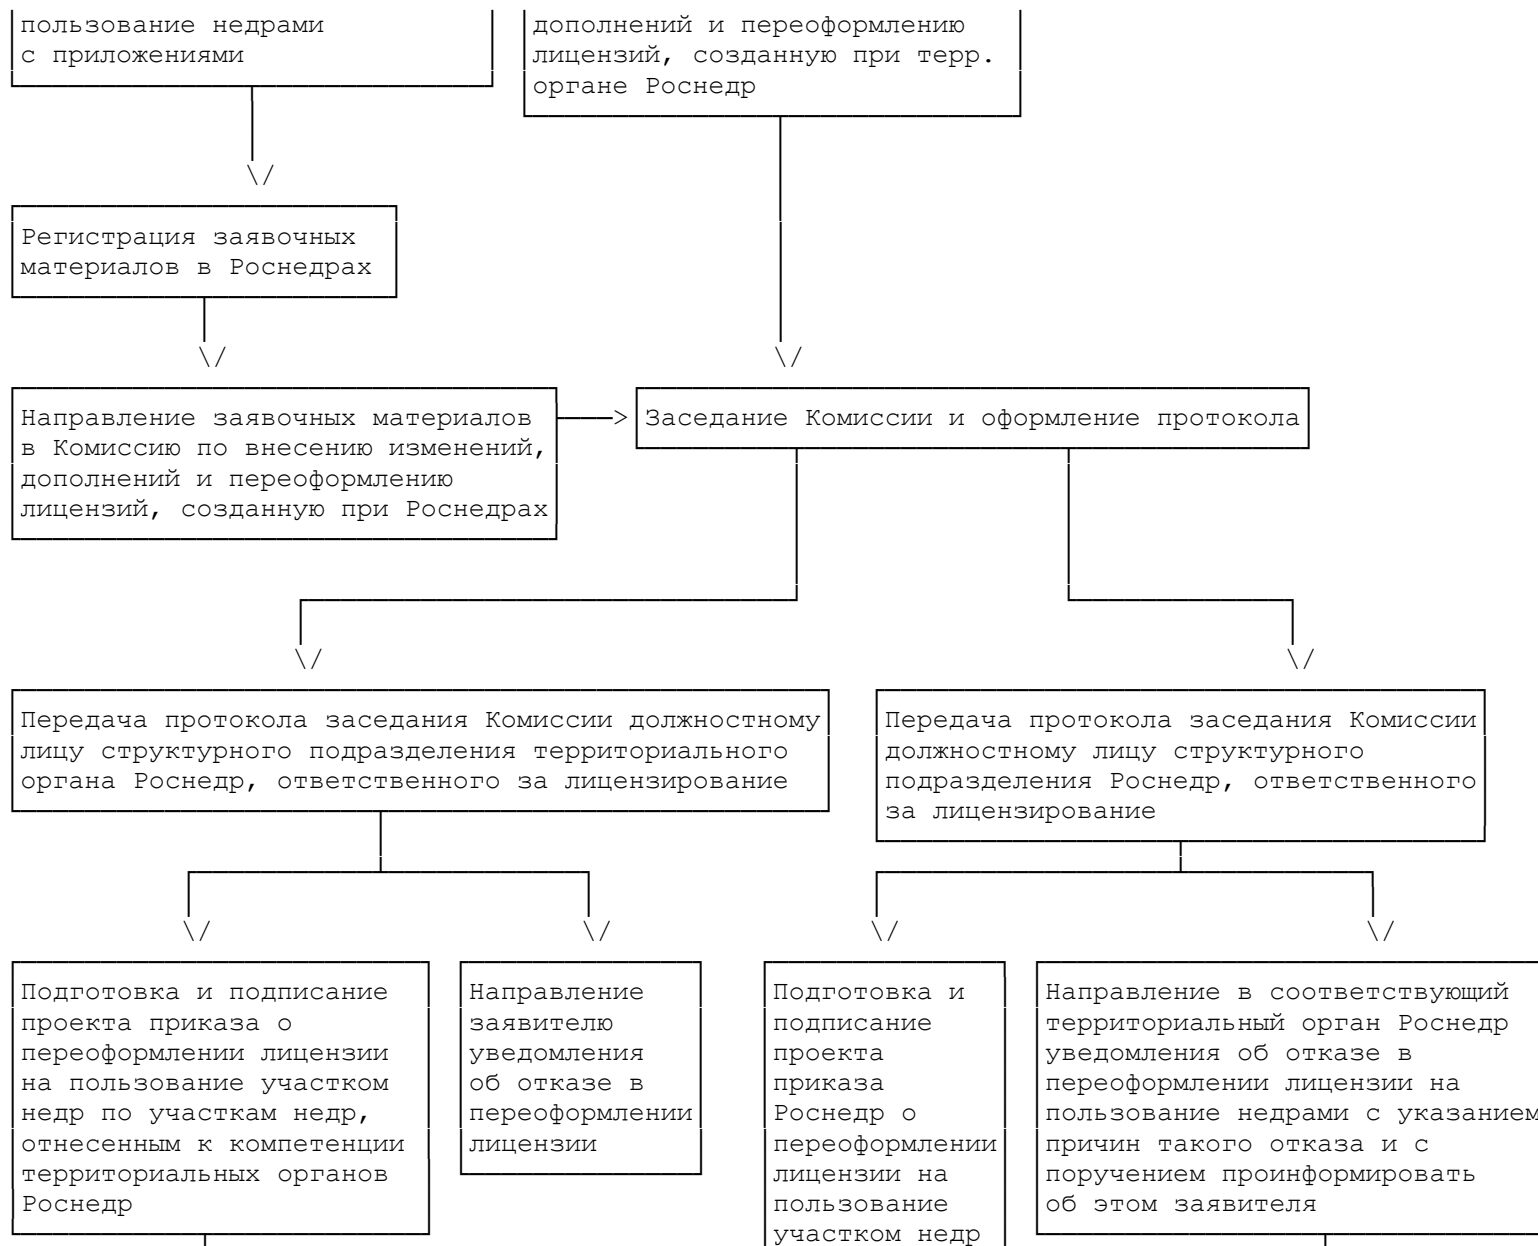 пользование недрами
с приложениями
дополнений и переоформлению
лицензий, созданную при терр.
органе Роснедр
\/
Регистрация заявочных
материалов в Роснедрах
\/
\/
Направление заявочных материалов
в Комиссию по внесению изменений,
дополнений и переоформлению
лицензий, созданную при Роснедрах
>
Заседание Комиссии и оформление протокола
\/
\/
Передача протокола заседания Комиссии должностному
лицу структурного подразделения территориального
органа Роснедр, ответственного за лицензирование
Передача протокола заседания Комиссии
должностному лицу структурного
подразделения Роснедр, ответственного
за лицензирование
\/
\/
\/
\/
Подготовка и подписание
проекта приказа о
переоформлении лицензии
на пользование участком
недр по участкам недр,
отнесенным к компетенции
территориальных органов
Роснедр
Направление
заявителю
уведомления
об отказе в
переоформлении
лицензии
Подготовка и
подписание
проекта
приказа
Роснедр о
переоформлении
лицензии на
пользование
участком недр
Направление в соответствующий
территориальный орган Роснедр
уведомления об отказе в
переоформлении лицензии на
пользование недрами с указанием
причин такого отказа и с
поручением проинформировать
об этом заявителя